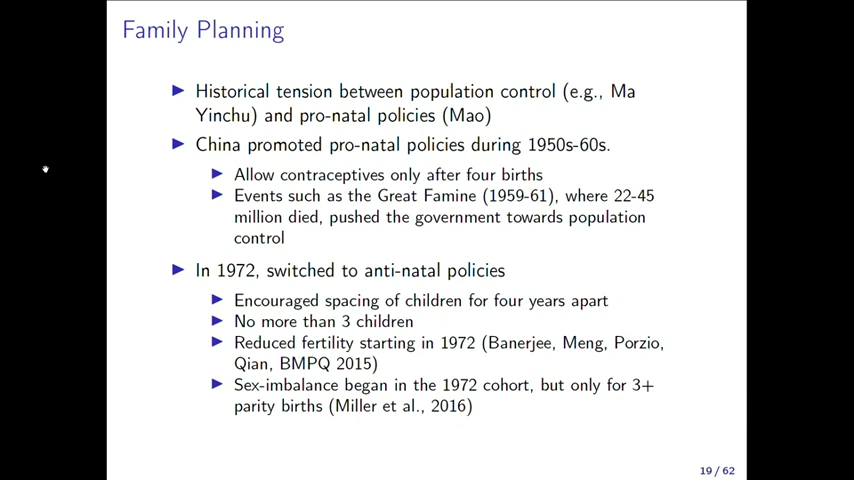 Family Planning
Historical tension between population control (e.g., Ma
Yinchu) and pro-natal policies (Mao)
China promoted pro-natal policies during 1950s-60s.
Allow contraceptives only after four births
Events such as the Great Famine (1959-61), where 22-45
million died, pushed the government towards population
control
In 1972, switched to anti-natal policies
Encouraged spacing of children for four years apart
No more than 3 children
Reduced fertility starting in 1972 (Banerjee, Meng, Porzio,
Qian, BMPQ 2015)
Sex-imbalance began in the 1972 cohort, but only for 3+
parity births (Miller et al., 2016)
19 / 62